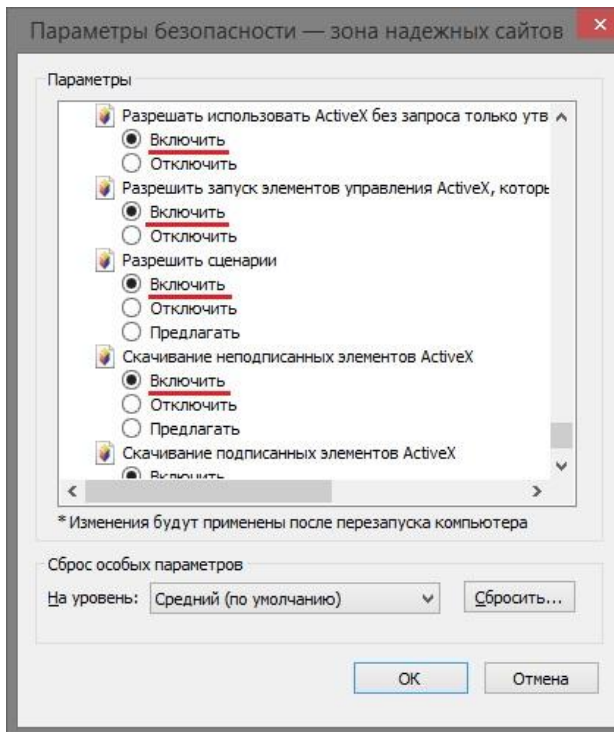 Параметры безопасности — зона надежных сайтов
Параметры
Разрешать использовать ActiveX без запроса только утв
Включить
Отключить
Разрешить запуск элементов управления ActiveX, которы
Включить
Отключить
Разрешить сценарии
Включить
Отключить
Предлагать
Скачивание неподписанных элементов ActiveX
Включить
Отключить
Предлагать
Скачивание подписанных элементов ActiveX
Включить
* Изменения будут применены после перезапуска компьютера
Сброс особых параметров
На уровень: Средний (по умолчанию) Сбросить...
ОК Отмена